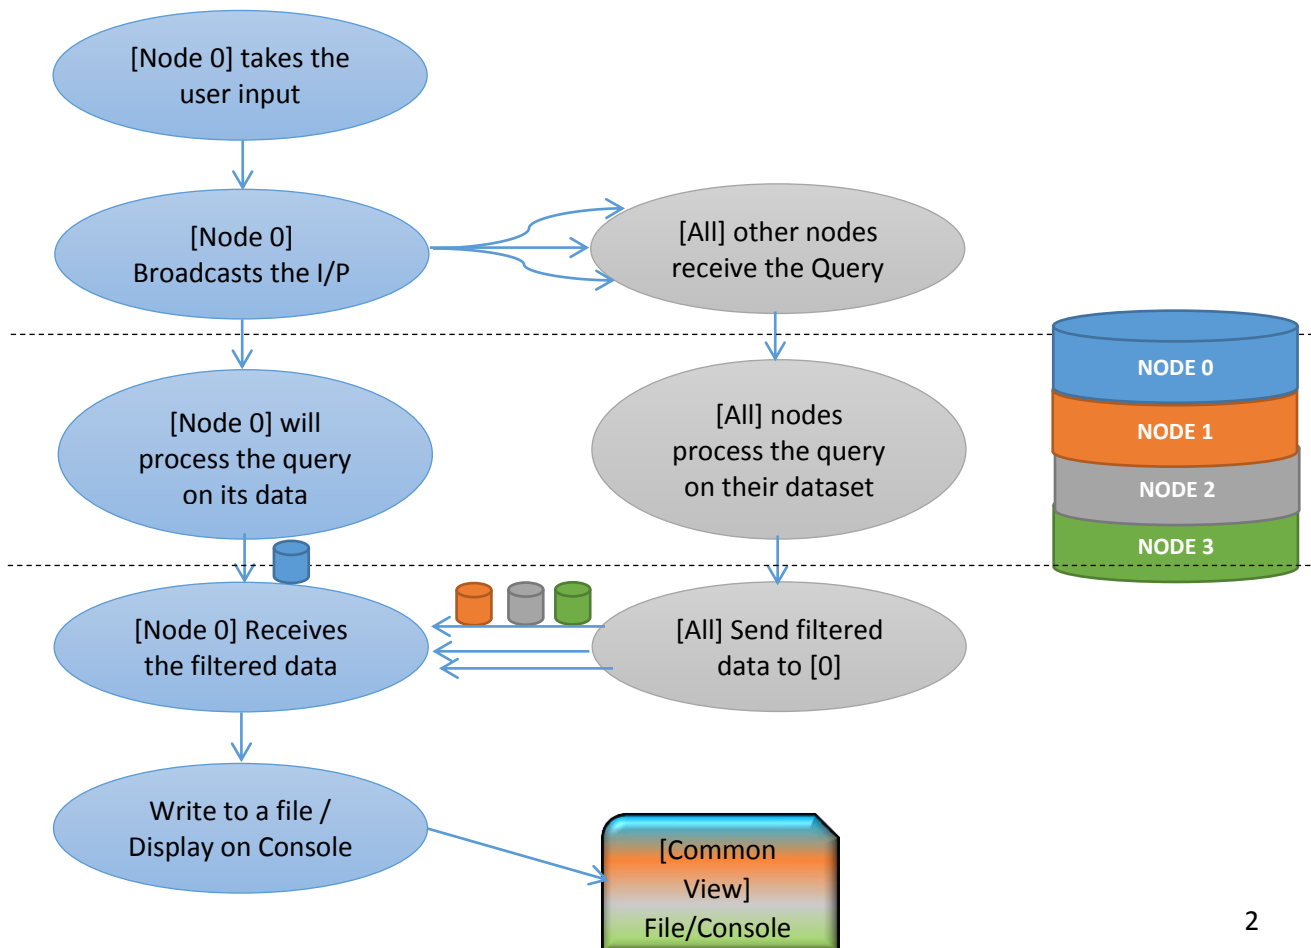 [Node 0] takes the
user input
[Node 0]
Broadcasts the I/P
[All] other nodes
receive the Query
[Node 0] will
process the query
on its data
[All] nodes
process the query
on their dataset
NODE 0
NODE 1
NODE 2
NODE 3
[Node 0] Receives
the filtered data
[All] Send filtered
data to [0]
Write to a file /
Display on Console
[Common
View]
File/Console
2